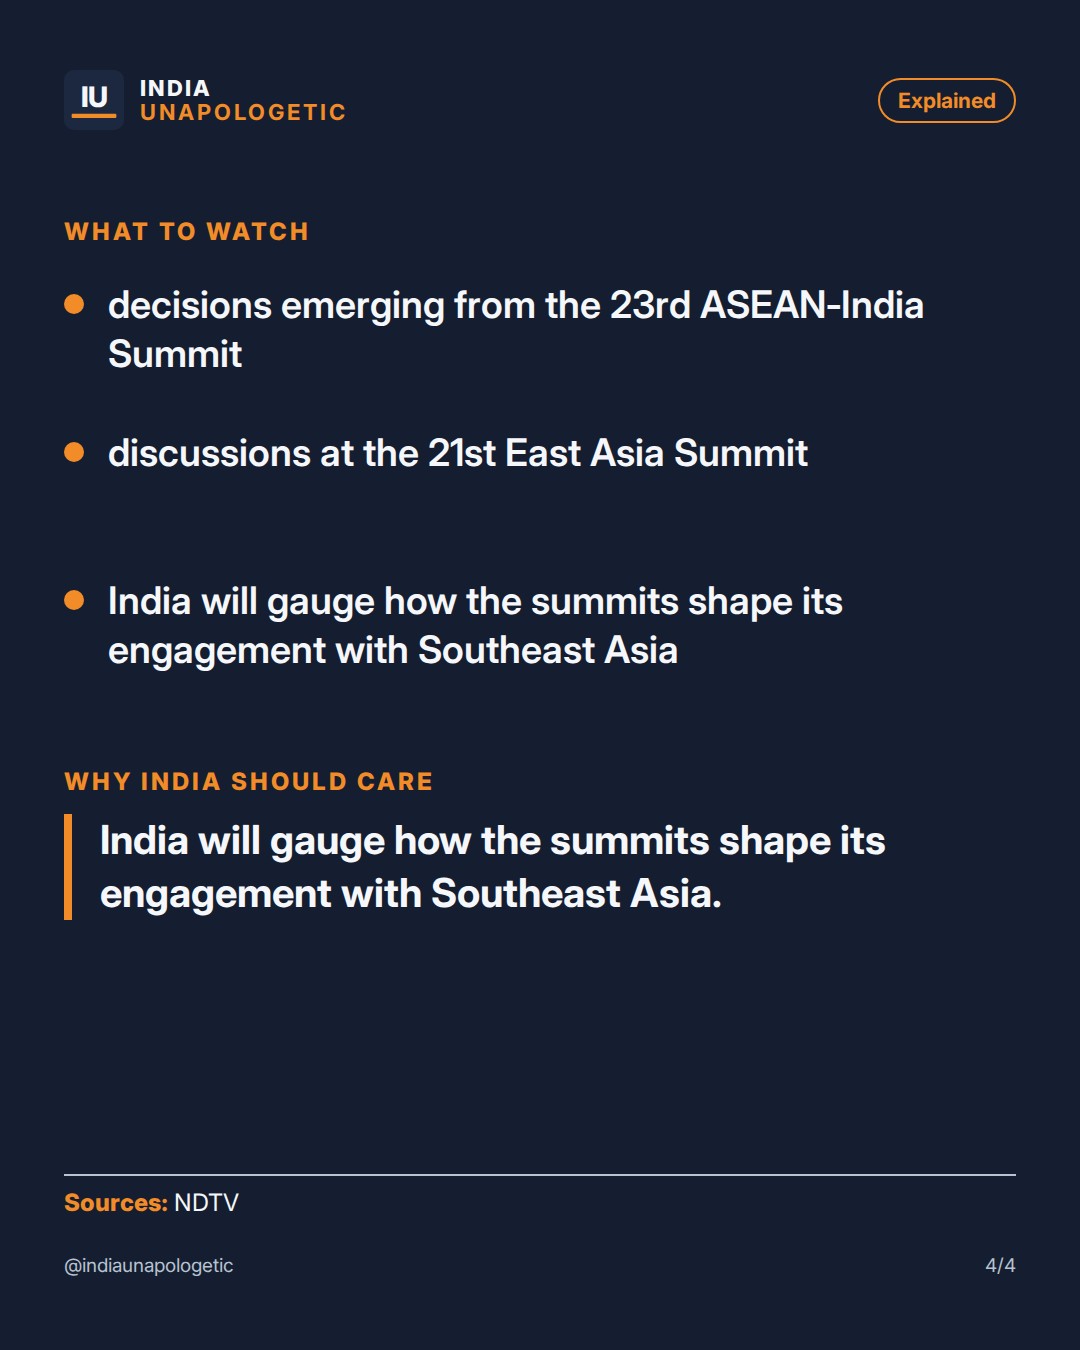 IU
INDIA
UNAPOLOGETIC
Explained
WHAT TO WATCH
decisions emerging from the 23rd ASEAN-India
Summit
discussions at the 21st East Asia Summit
India will gauge how the summits shape its
engagement with Southeast Asia
WHY INDIA SHOULD CARE
India will gauge how the summits shape its
engagement with Southeast Asia.
Sources: NDTV
@indiaunapologetic
4/4